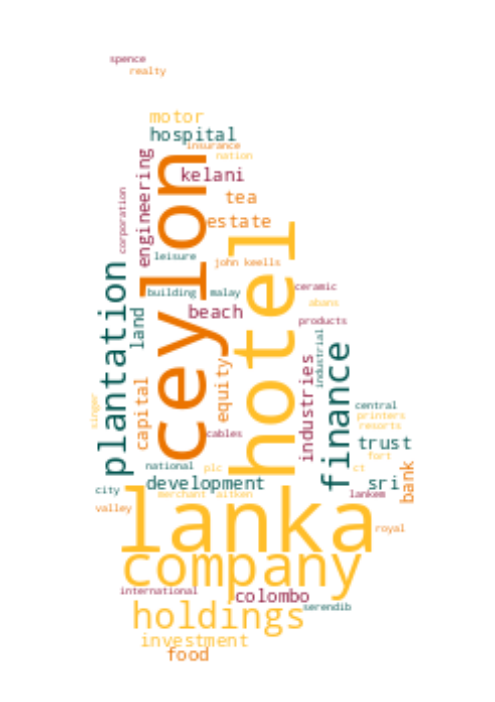 spence
realty
motor
hospital
insurance
nation
engineering
ceylon
kelani
corporation
tea
estate
hotel
leisure
john keells
plantation
building
malay
ceramic
abans
land
beach
products
industrial
finance
capital
equity
industries
singer
central
printers
resorts
cables
trust
fort
national
plc
ct
bank
city
development
sri
merchant
aitken
lankem
valley
lanka
royal
company
international
colombo
serendib
holdings
investment
food